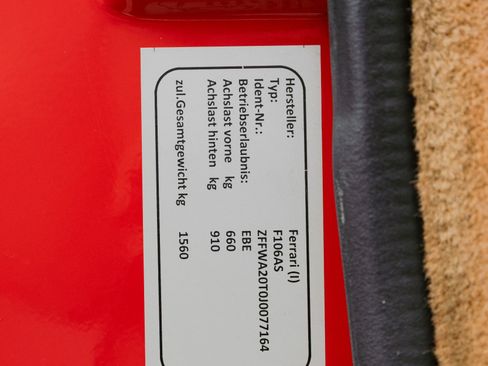 Hersteller: Ferrari (I)
Typ: F106AS
Ident-Nr.: ZFFWA20T0J0077164
Betriebserlaubnis: EBE
Achslast vorne kg 660
Achslast hinten kg 910
zul.Gesamtgewicht kg 1560